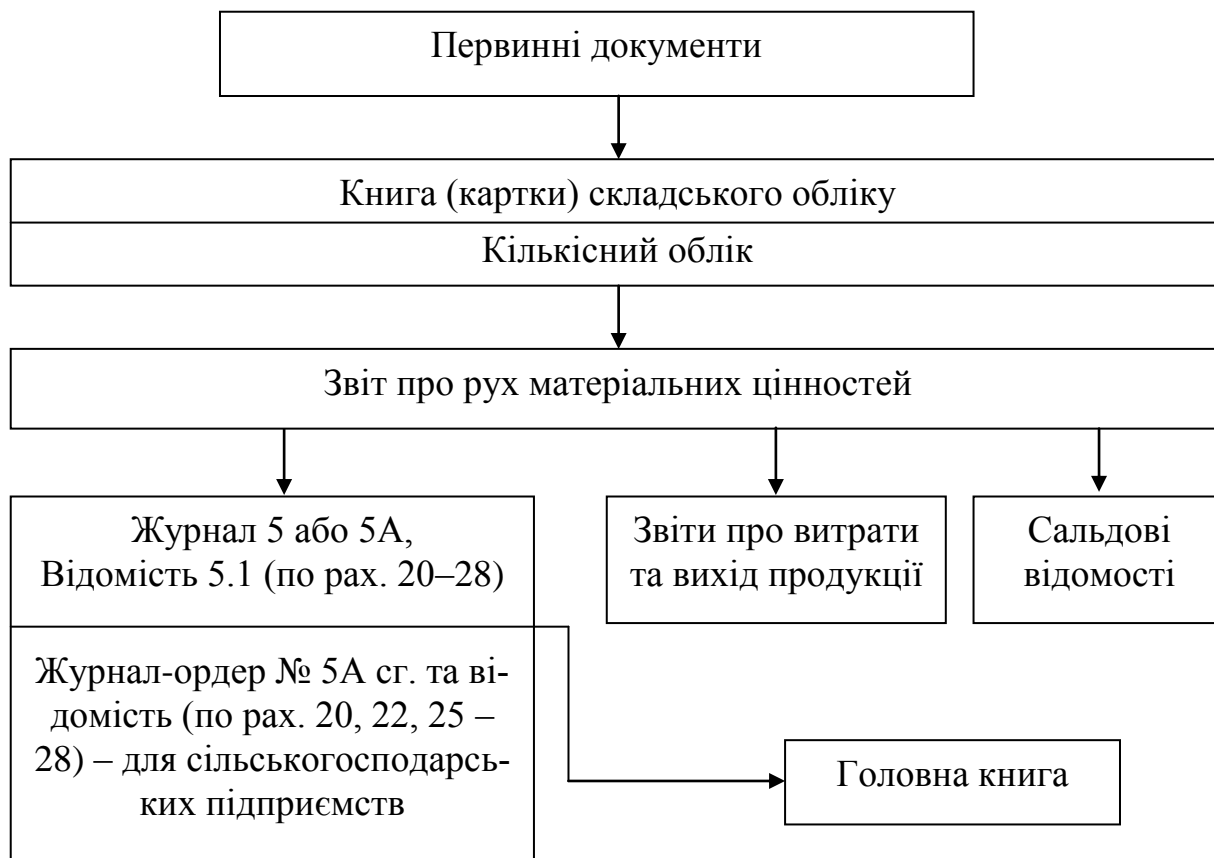 Первинні документи
Книга (картки) складського обліку
Кількісний облік
Звіт про рух матеріальних цінностей
Журнал 5 або 5А,
Відомість 5.1 (по рах. 20–28)
Звіти про витрати
та вихід продукції
Сальдові
відомості
Журнал-ордер № 5А сг. та ві-
домість (по рах. 20, 22, 25 –
28) – для сільськогосподарсь-
ких підприємств
Головна книга